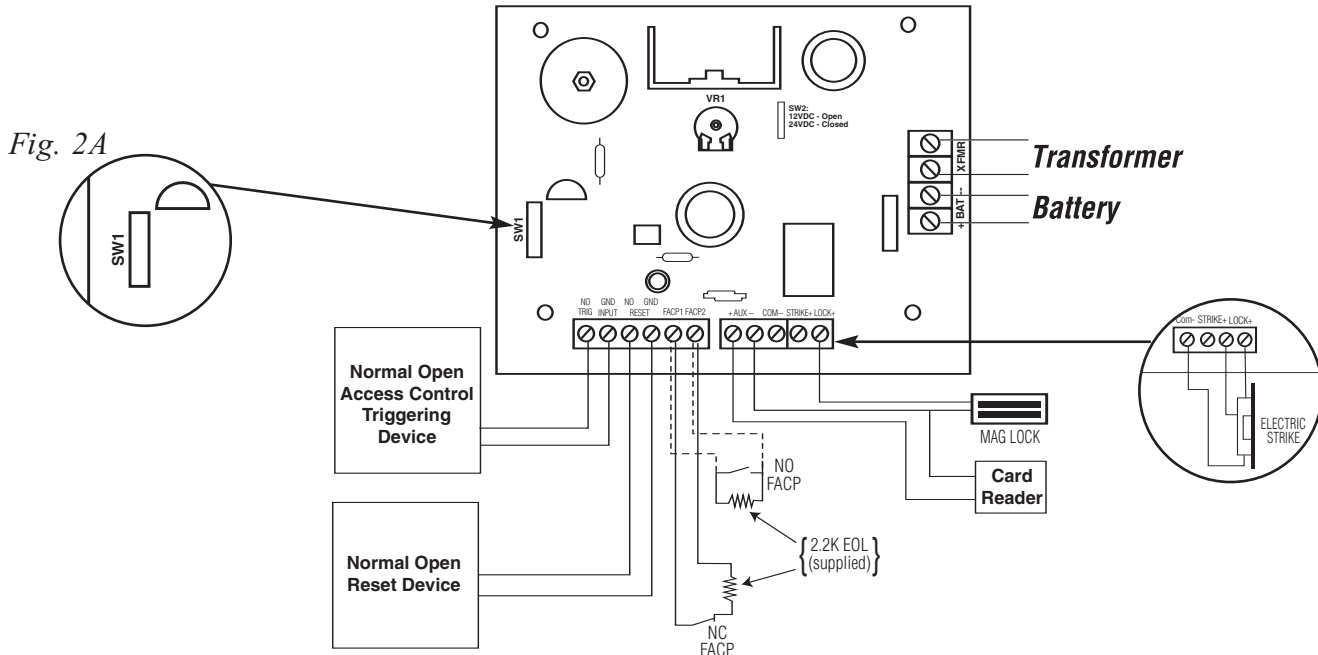 Fig. 2A
SW1
VR1
SW2:
12VDC - Open
24VDC - Closed
SW1
XFMR
+ BAT --
Transformer
Battery
NO GND NO GND
TRIG INPUT RESET FACP1 FACP2
+ AUX – COM– STRIKE+ LOCK+
Com- STRIKE+ LOCK+
ELECTRIC
STRIKE
Normal Open
Access Control
Triggering
Device
MAG LOCK
Card
Reader
NO
FACP
2.2K EOL
(supplied)
Normal Open
Reset Device
NC
FACP